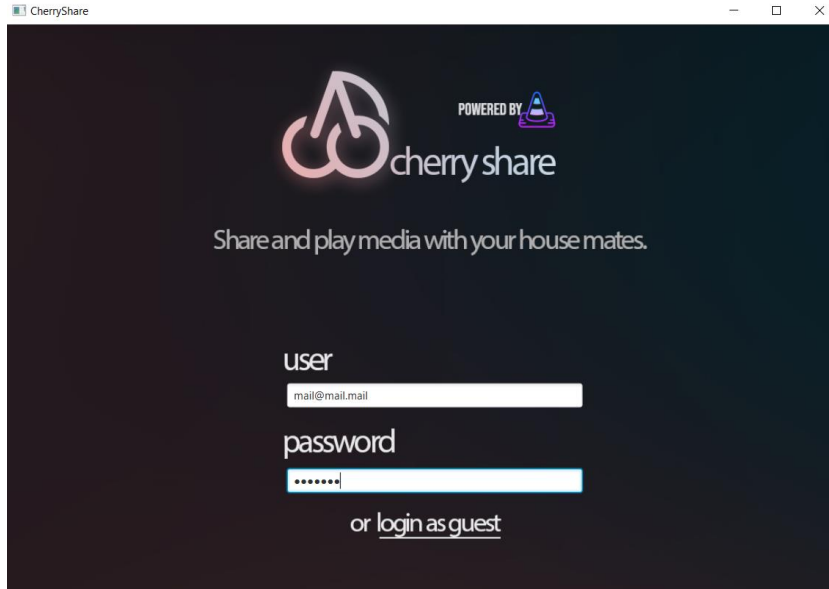 CherryShare
POWERED BY
cherry share
Share and play media with your house mates.
user
mail@mail.mail
password
•••••••
or login as guest